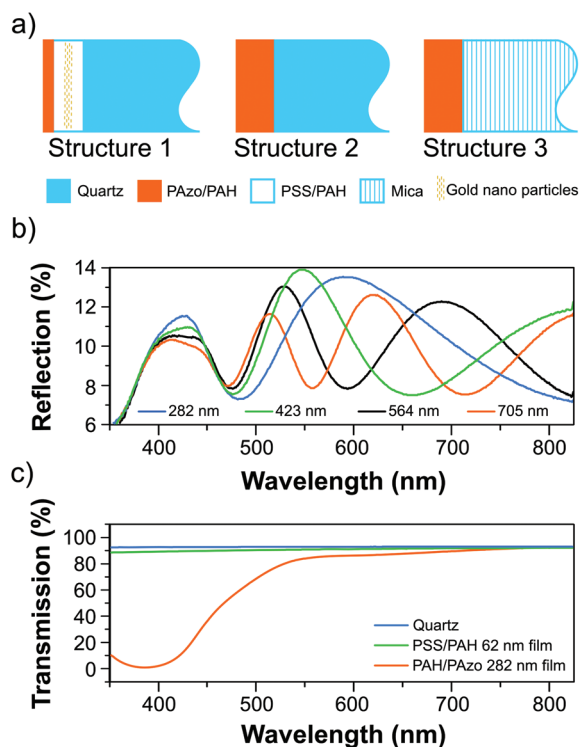 a)
Structure 1 Structure 2 Structure 3
Quartz PAzo/PAH PSS/PAH Mica Gold nano particles
b)
14
12
10
8
6
Reflection (%)
282 nm 423 nm 564 nm 705 nm
400 500 600 700 800
Wavelength (nm)
c)
100
80
60
40
20
0
Transmission (%)
Quartz
PSS/PAH 62 nm film
PAH/PAzo 282 nm film
400 500 600 700 800
Wavelength (nm)